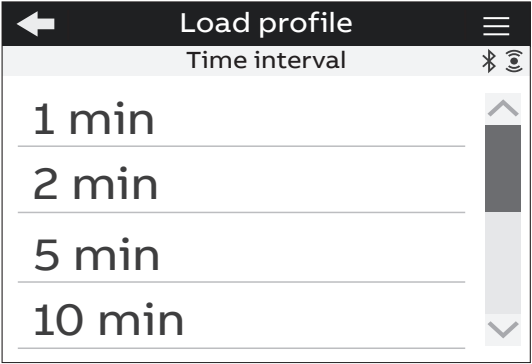 Load profile
Time interval
1 min
2 min
5 min
10 min